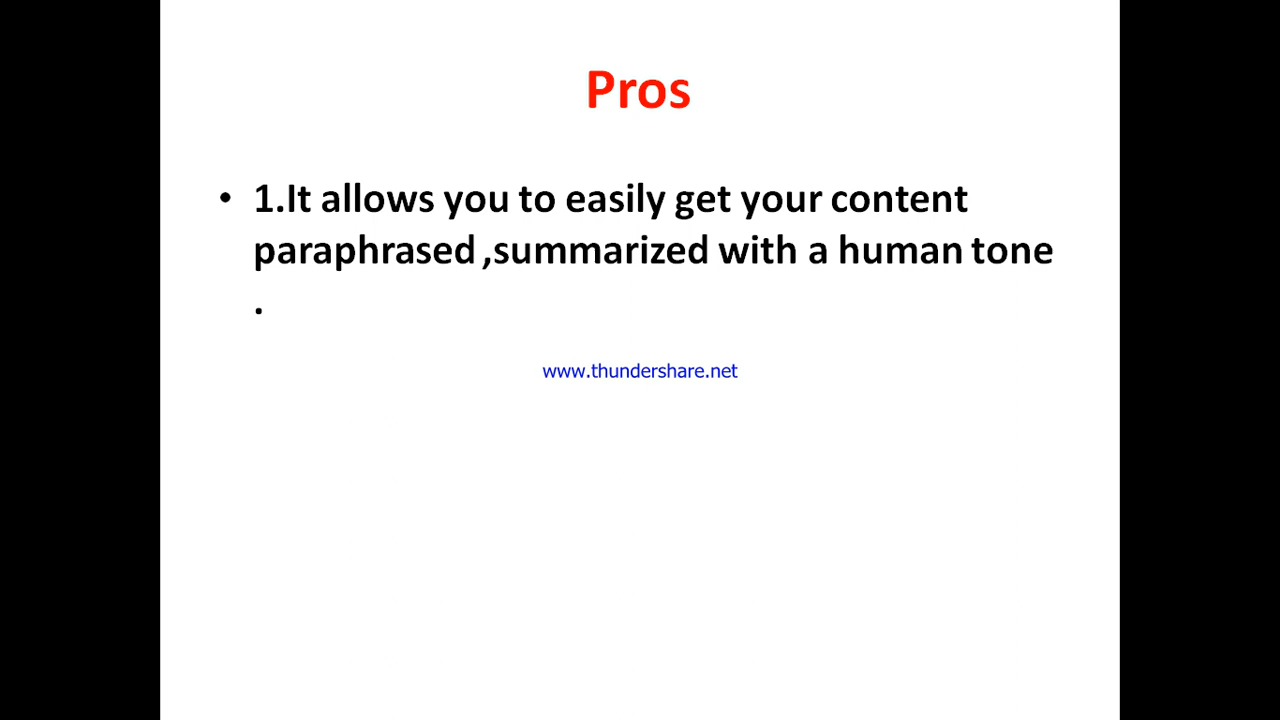 Pros
• 1.It allows you to easily get your content
paraphrased ,summarized with a human tone
.
www.thundershare.net